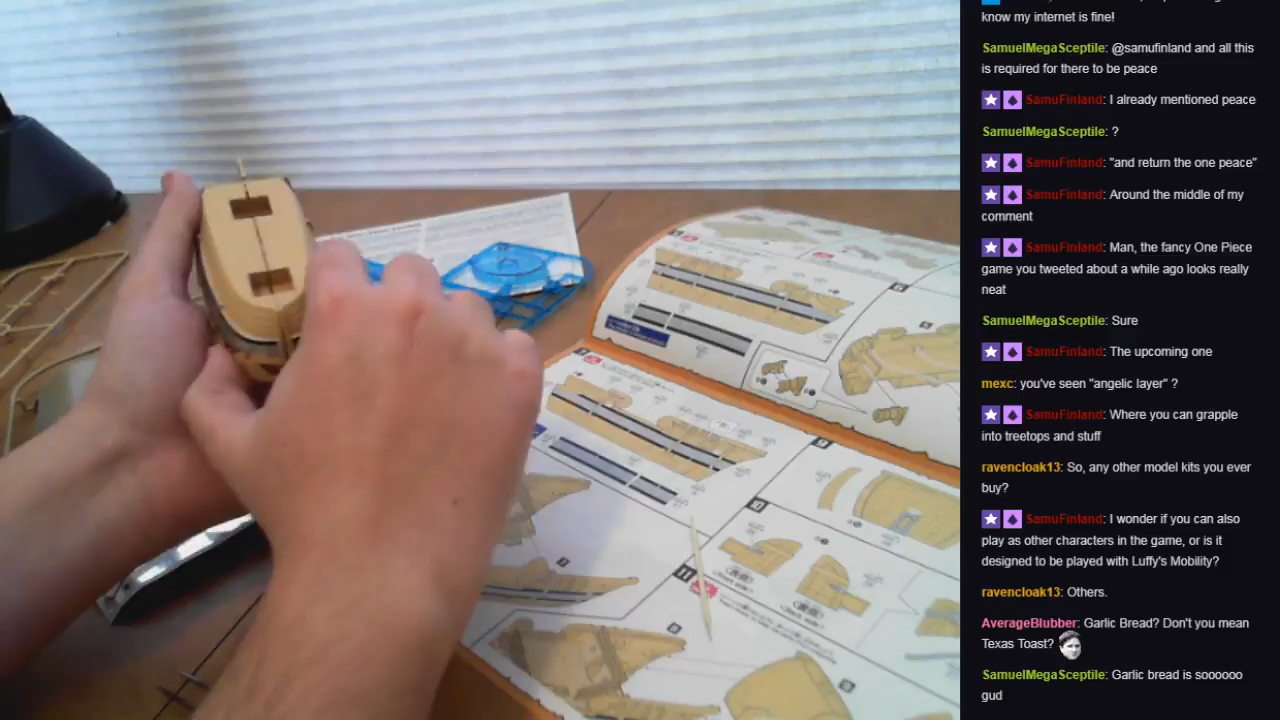 know my internet is fine!
SamuelMegaSceptile: @samufinland and all this
is required for there to be peace
SamuFinland: I already mentioned peace
SamuelMegaSceptile: ?
SamuFinland: "and return the one peace"
SamuFinland: Around the middle of my
comment
SamuFinland: Man, the fancy One Piece
game you tweeted about a while ago looks really
neat
SamuelMegaSceptile: Sure
SamuFinland: The upcoming one
mexc: you've seen "angelic layer" ?
SamuFinland: Where you can grapple
into treetops and stuff
ravencloak13: So, any other model kits you ever
buy?
SamuFinland: I wonder if you can also
play as other characters in the game, or is it
designed to be played with Luffy's Mobility?
ravencloak13: Others.
AverageBlubber: Garlic Bread? Don't you mean
Texas Toast?
SamuelMegaSceptile: Garlic bread is soooooo
gud
10
11